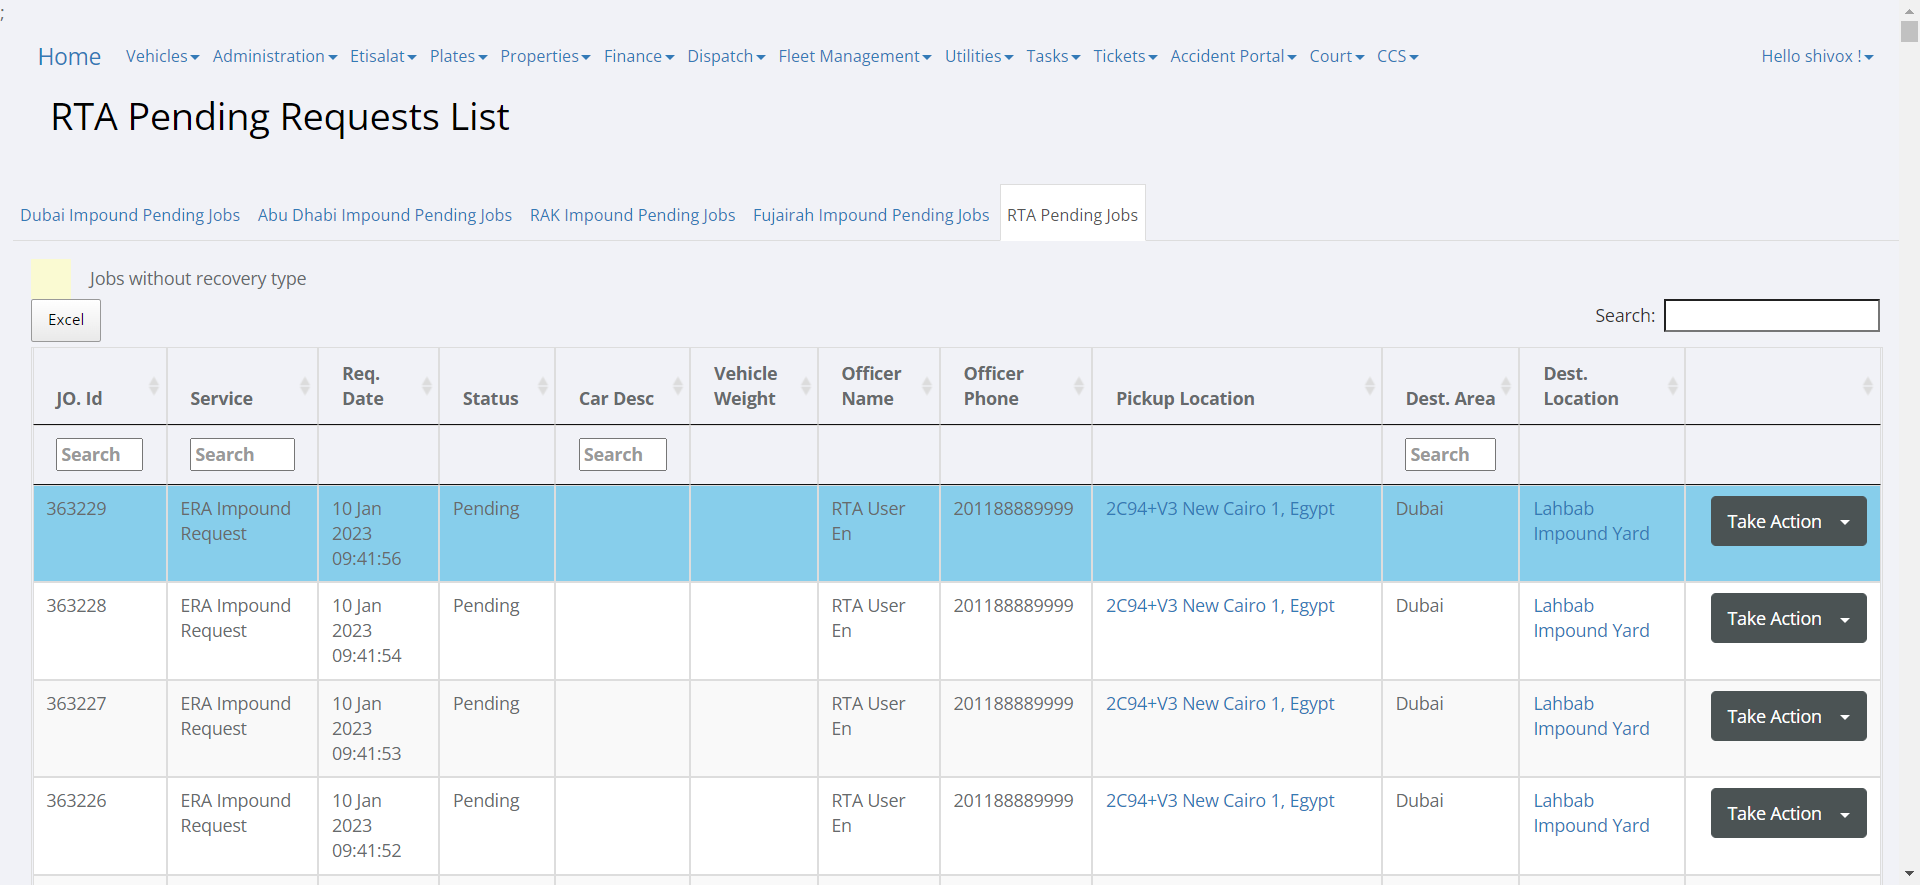 ;
Home Vehicles Administration Etisalat Plates Properties Finance Dispatch Fleet Management Utilities Tasks Tickets Accident Portal Court CCS Hello shivox !
RTA Pending Requests List
Dubai Impound Pending Jobs Abu Dhabi Impound Pending Jobs RAK Impound Pending Jobs Fujairah Impound Pending Jobs RTA Pending Jobs
Jobs without recovery type
Excel Search:
JO. Id Service Req. Date Status Car Desc Vehicle Weight Officer Name Officer Phone Pickup Location Dest. Area Dest. Location
Search Search Search Search
363229 ERA Impound Request 10 Jan 2023 09:41:56 Pending RTA User En 201188889999 2C94+V3 New Cairo 1, Egypt Dubai Lahbab Impound Yard Take Action
363228 ERA Impound Request 10 Jan 2023 09:41:54 Pending RTA User En 201188889999 2C94+V3 New Cairo 1, Egypt Dubai Lahbab Impound Yard Take Action
363227 ERA Impound Request 10 Jan 2023 09:41:53 Pending RTA User En 201188889999 2C94+V3 New Cairo 1, Egypt Dubai Lahbab Impound Yard Take Action
363226 ERA Impound Request 10 Jan 2023 09:41:52 Pending RTA User En 201188889999 2C94+V3 New Cairo 1, Egypt Dubai Lahbab Impound Yard Take Action